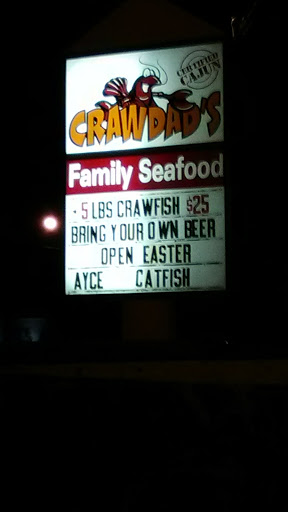 CERTIFIED
CAJUN
CRAWDAD'S
Family Seafood
· 5 LBS CRAWFISH $25
BRING YOUR OWN BEER
OPEN EASTER
AYCE CATFISH